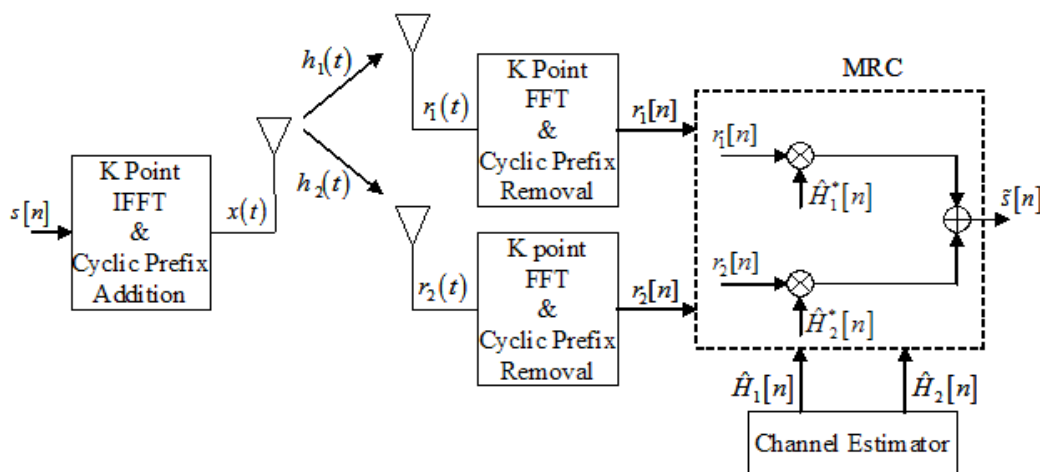 s[n]
K Point
IFFT
&
Cyclic Prefix
Addition
x(t)
h₁(t)
h₂(t)
r₁(t)
K Point
FFT
&
Cyclic Prefix
Removal
r₁[n]
r₂(t)
K point
FFT
&
Cyclic Prefix
Removal
r₂[n]
MRC
r₁[n]
Ĥ₁*[n]
r₂[n]
Ĥ₂*[n]
s̃[n]
Ĥ₁[n]
Ĥ₂[n]
Channel Estimator